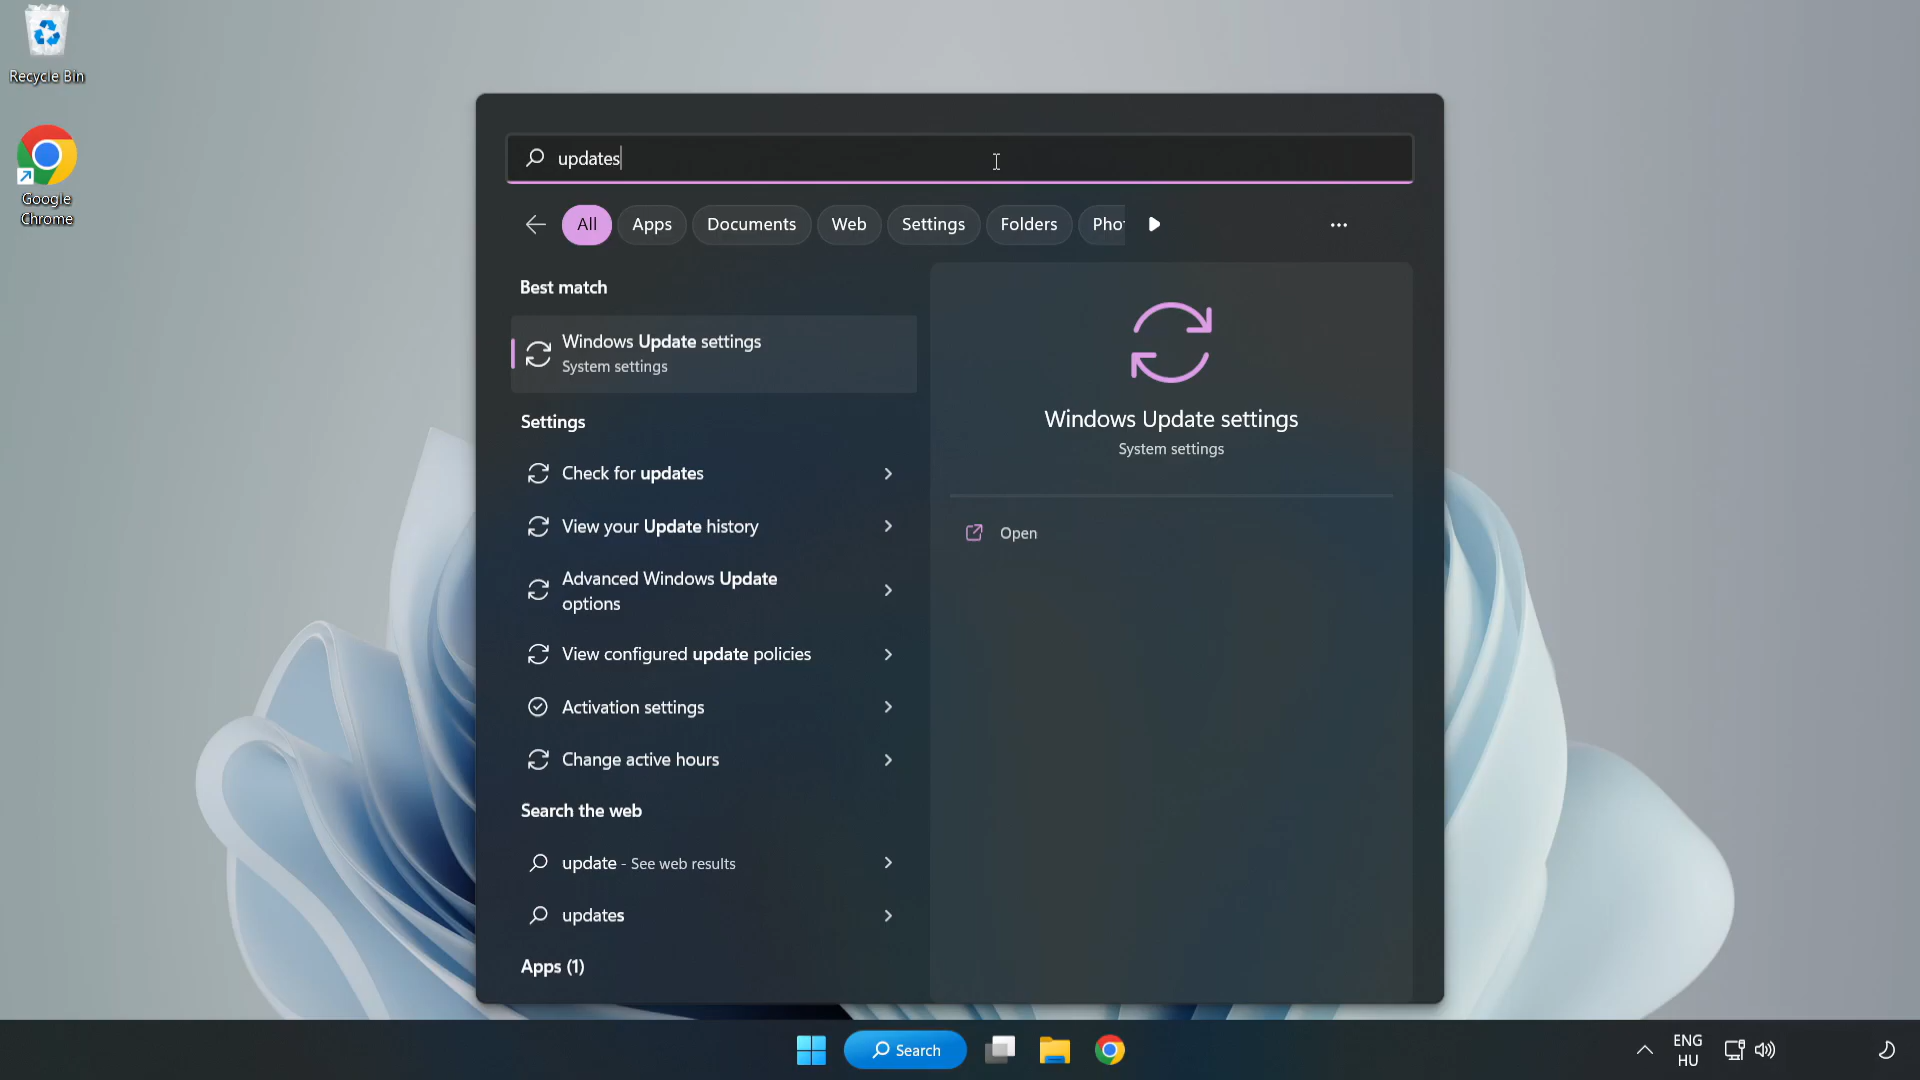 Recycle Bin
Google
Chrome
updates
All
Apps
Documents
Web
Settings
Folders
Pho
Best match
Windows Update settings
System settings
Settings
Check for updates
View your Update history
Advanced Windows Update
options
View configured update policies
Activation settings
Change active hours
Search the web
update - See web results
updates
Apps (1)
Windows Update settings
System settings
Open
Search
ENG
HU